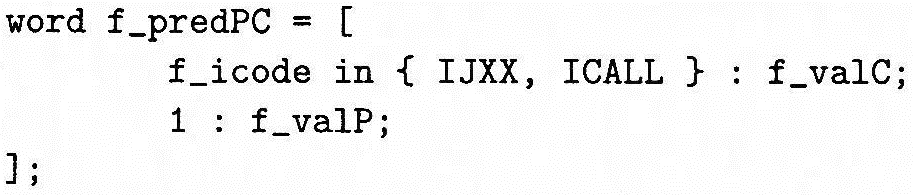 word f_predPC = [
        f_icode in { IJXX, ICALL } : f_valC;
        1 : f_valP;
];